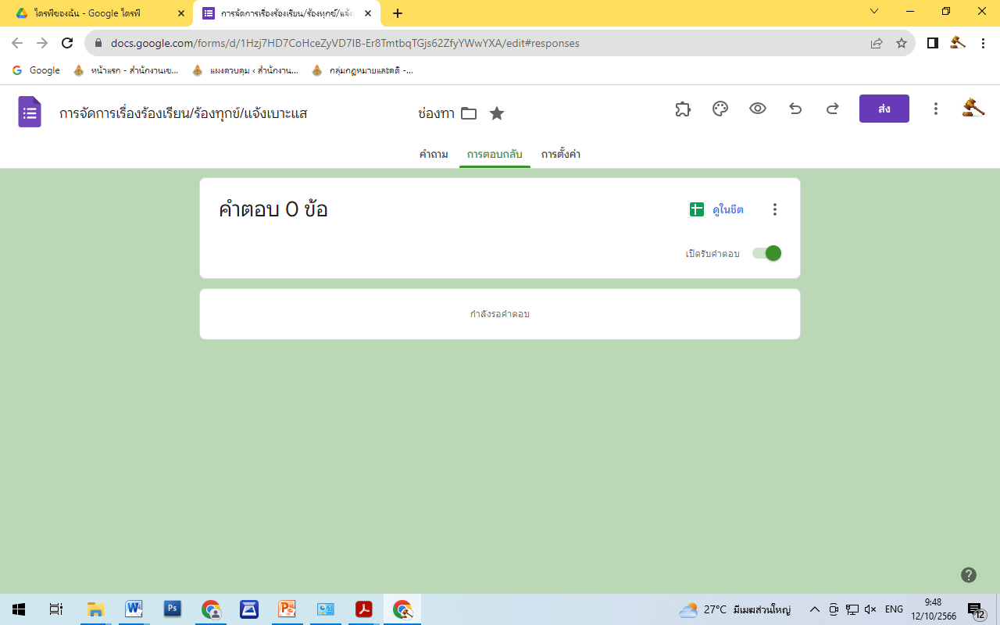 ไดรฟ์ของฉัน - Google ไดรฟ์
การจัดการเรื่องร้องเรียน/ร้องทุกข์/แจ้ง
docs.google.com/forms/d/1Hzj7HD7CoHceZyVD7IB-Er8TmtbqTGjs62ZfyYWwYXA/edit#responses
Google
หน้าแรก - สำนักงานเข...
แผงควบคุม ‹ สำนักงาน...
กลุ่มกฎหมายและคดี -...
การจัดการเรื่องร้องเรียน/ร้องทุกข์/แจ้งเบาะแส
ช่องทา
ส่ง
คำถาม
การตอบกลับ
การตั้งค่า
คำตอบ 0 ข้อ
ดูในชีต
เปิดรับคำตอบ
กำลังรอคำตอบ
27°C มีเมฆส่วนใหญ่
ENG
9:48
12/10/2566
12